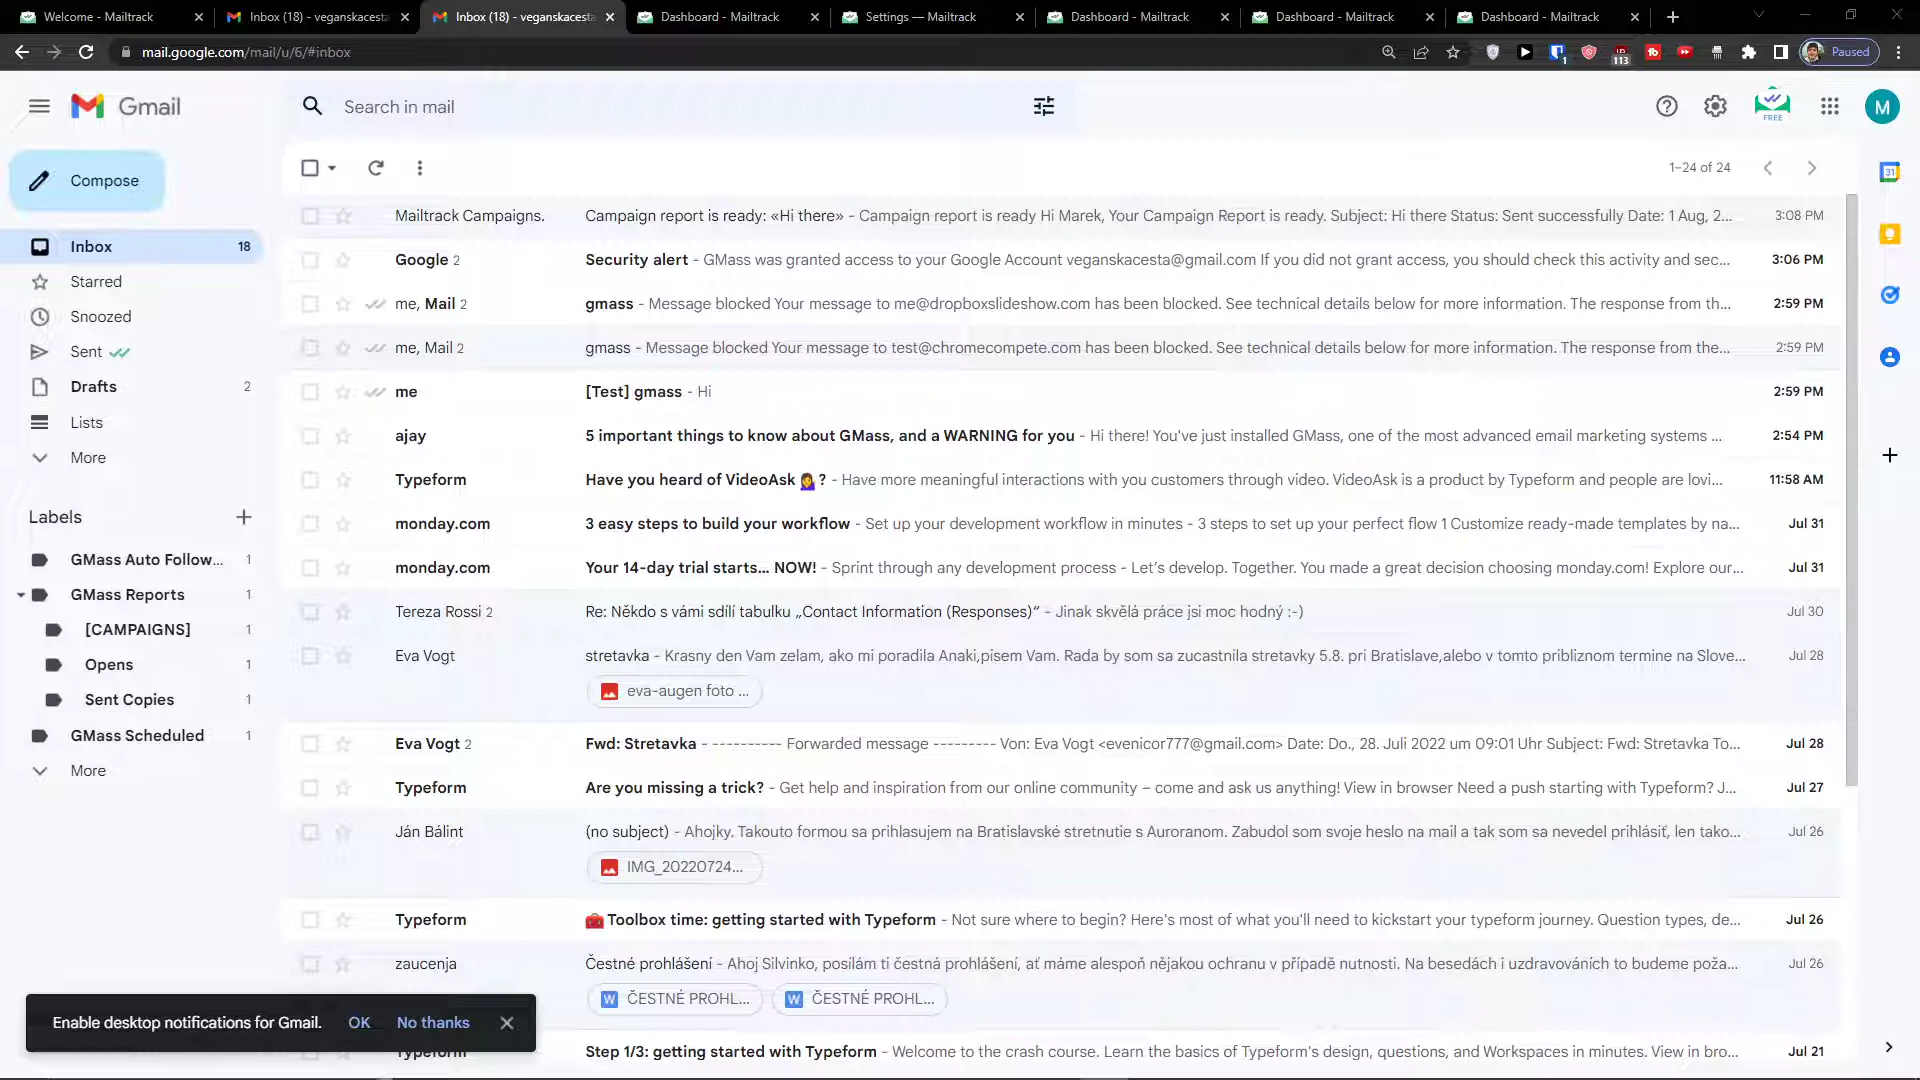 Welcome - Mailtrack
Inbox (18) - veganskacesta
Inbox (18) - veganskacesta
Dashboard - Mailtrack
Settings — Mailtrack
Dashboard - Mailtrack
Dashboard - Mailtrack
Dashboard - Mailtrack
mail.google.com/mail/u/6/#inbox
1
113
Paused
Gmail
Search in mail
FREE
M
Compose
1–24 of 24
31
Inbox 18
Starred
Snoozed
Sent
Drafts 2
Lists
More
Labels
GMass Auto Follow... 1
GMass Reports 1
[CAMPAIGNS] 1
Opens 1
Sent Copies 1
GMass Scheduled 1
More
Mailtrack Campaigns. Campaign report is ready: «Hi there» - Campaign report is ready Hi Marek, Your Campaign Report is ready. Subject: Hi there Status: Sent successfully Date: 1 Aug, 2... 3:08 PM
Google 2 Security alert - GMass was granted access to your Google Account veganskacesta@gmail.com If you did not grant access, you should check this activity and sec... 3:06 PM
me, Mail 2 gmass - Message blocked Your message to me@dropboxslideshow.com has been blocked. See technical details below for more information. The response from th... 2:59 PM
me, Mail 2 gmass - Message blocked Your message to test@chromecompete.com has been blocked. See technical details below for more information. The response from the... 2:59 PM
me [Test] gmass - Hi 2:59 PM
ajay 5 important things to know about GMass, and a WARNING for you - Hi there! You've just installed GMass, one of the most advanced email marketing systems ... 2:54 PM
Typeform Have you heard of VideoAsk 🙋‍♀️? - Have more meaningful interactions with you customers through video. VideoAsk is a product by Typeform and people are lovi... 11:58 AM
monday.com 3 easy steps to build your workflow - Set up your development workflow in minutes - 3 steps to set up your perfect flow 1 Customize ready-made templates by na... Jul 31
monday.com Your 14-day trial starts... NOW! - Sprint through any development process - Let's develop. Together. You made a great decision choosing monday.com! Explore our... Jul 31
Tereza Rossi 2 Re: Někdo s vámi sdílí tabulku „Contact Information (Responses)“ - Jinak skvělá práce jsi moc hodný :-) Jul 30
Eva Vogt stretavka - Krasny den Vam zelam, ako mi poradila Anaki,pisem Vam. Rada by som sa zucastnila stretavky 5.8. pri Bratislave,alebo v tomto pribliznom termine na Slove... Jul 28
eva-augen foto ...
Eva Vogt 2 Fwd: Stretavka - ---------- Forwarded message --------- Von: Eva Vogt <evenicor777@gmail.com> Date: Do., 28. Juli 2022 um 09:01 Uhr Subject: Fwd: Stretavka To... Jul 28
Typeform Are you missing a trick? - Get help and inspiration from our online community – come and ask us anything! View in browser Need a push starting with Typeform? J... Jul 27
Ján Bálint (no subject) - Ahojky. Takouto formou sa prihlasujem na Bratislavské stretnutie s Auroranom. Zabudol som svoje heslo na mail a tak som sa nevedel prihlásiť, len tako... Jul 26
IMG_20220724...
Typeform 🧰 Toolbox time: getting started with Typeform - Not sure where to begin? Here's most of what you'll need to kickstart your typeform journey. Question types, de... Jul 26
zaucenja Čestné prohlášení - Ahoj Silvinko, posílám ti čestná prohlášení, ať máme alespoň nějakou ochranu v případě nutnosti. Na besedách i uzdravováních to budeme poža... Jul 26
W ČESTNÉ PROHL... W ČESTNÉ PROHL...
Enable desktop notifications for Gmail. OK No thanks
Typeform Step 1/3: getting started with Typeform - Welcome to the crash course. Learn the basics of Typeform's design, questions, and Workspaces in minutes. View in bro... Jul 21